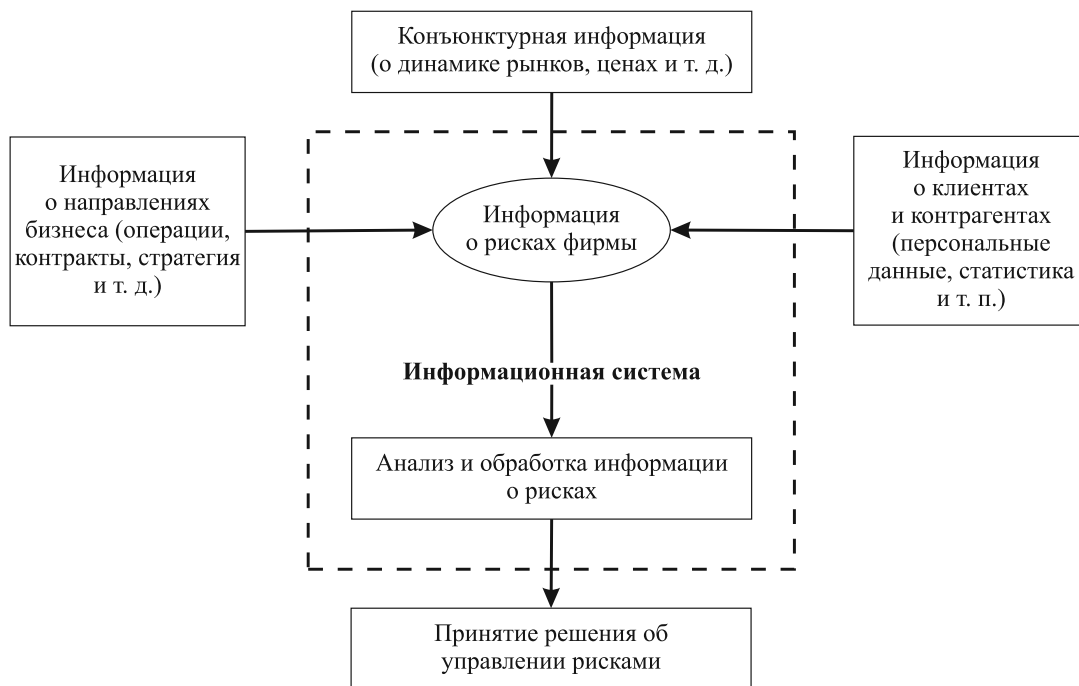 Конъюнктурная информация
(о динамике рынков, ценах и т. д.)
Информация
о направлениях
бизнеса (операции,
контракты, стратегия
и т. д.)
Информация
о рисках фирмы
Информация
о клиентах
и контрагентах
(персональные
данные, статистика
и т. п.)
Информационная система
Анализ и обработка информации
о рисках
Принятие решения об
управлении рисками